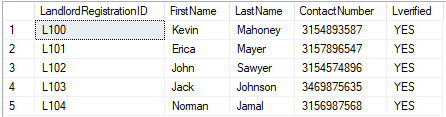 LandlordRegistrationID FirstName LastName ContactNumber Lverified
1 L100 Kevin Mahoney 3154893587 YES
2 L101 Erica Mayer 3157896547 YES
3 L102 John Sawyer 3154574896 YES
4 L103 Jack Johnson 3469875635 YES
5 L104 Norman Jamal 3156987568 YES